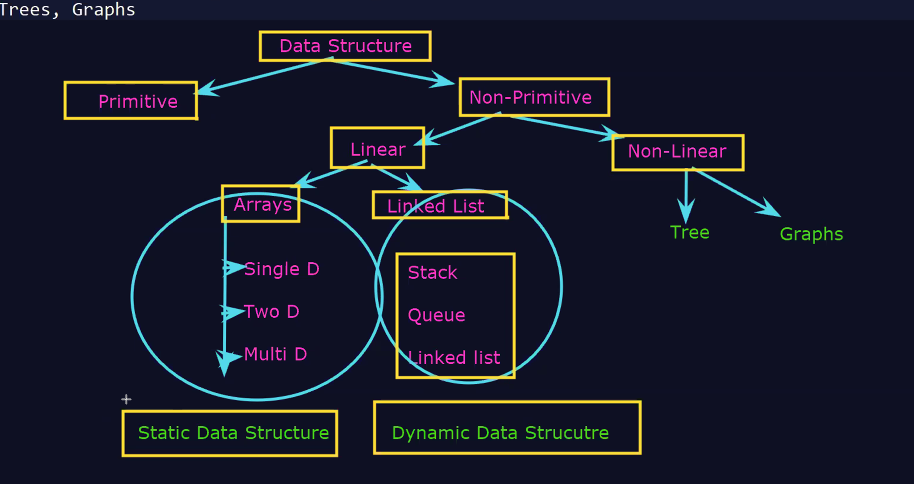 Trees, Graphs
Data Structure
Primitive
Non-Primitive
Linear
Non-Linear
Arrays
Linked List
Tree
Graphs
Single D
Two D
Multi D
Stack
Queue
Linked list
Static Data Structure
Dynamic Data Strucutre